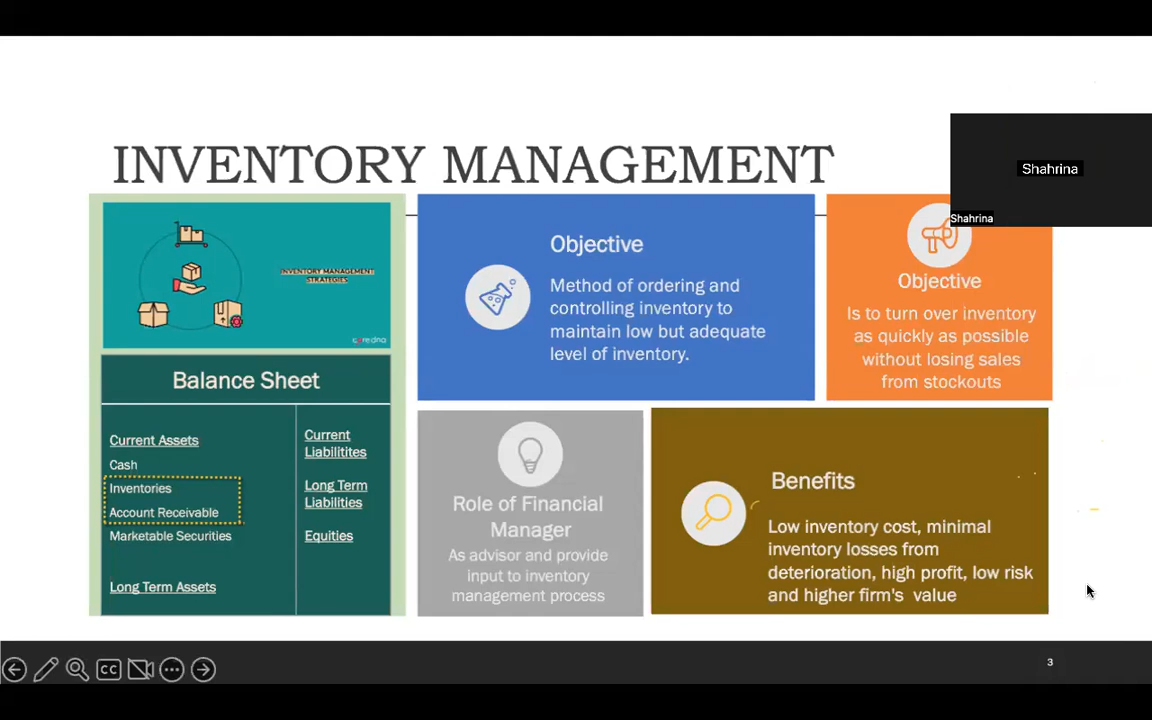 INVENTORY MANAGEMENT
Shahrina
Shahrina
INVENTORY MANAGEMENT
STRATEGIES
core dna
Balance Sheet
Current Assets
Cash
Inventories
Account Receivable
Marketable Securities
Long Term Assets
Current
Liabilitites
Long Term
Liabilities
Equities
Objective
Method of ordering and
controlling inventory to
maintain low but adequate
level of inventory.
Objective
Is to turn over inventory
as quickly as possible
without losing sales
from stockouts
Role of Financial
Manager
As advisor and provide
input to inventory
management process
Benefits
Low inventory cost, minimal
inventory losses from
deterioration, high profit, low risk
and higher firm's value
CC
3